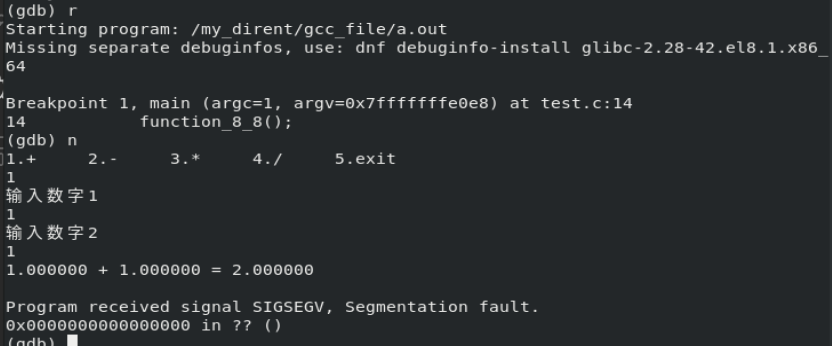 (gdb) r
Starting program: /my_dirent/gcc_file/a.out
Missing separate debuginfos, use: dnf debuginfo-install glibc-2.28-42.el8.1.x86_
64
Breakpoint 1, main (argc=1, argv=0x7fffffffe0e8) at test.c:14
14          function_8_8();
(gdb) n
1.+     2.-     3.*     4./     5.exit
1
输入数字1
1
输入数字2
1
1.000000 + 1.000000 = 2.000000
Program received signal SIGSEGV, Segmentation fault.
0x0000000000000000 in ?? ()
(gdb)